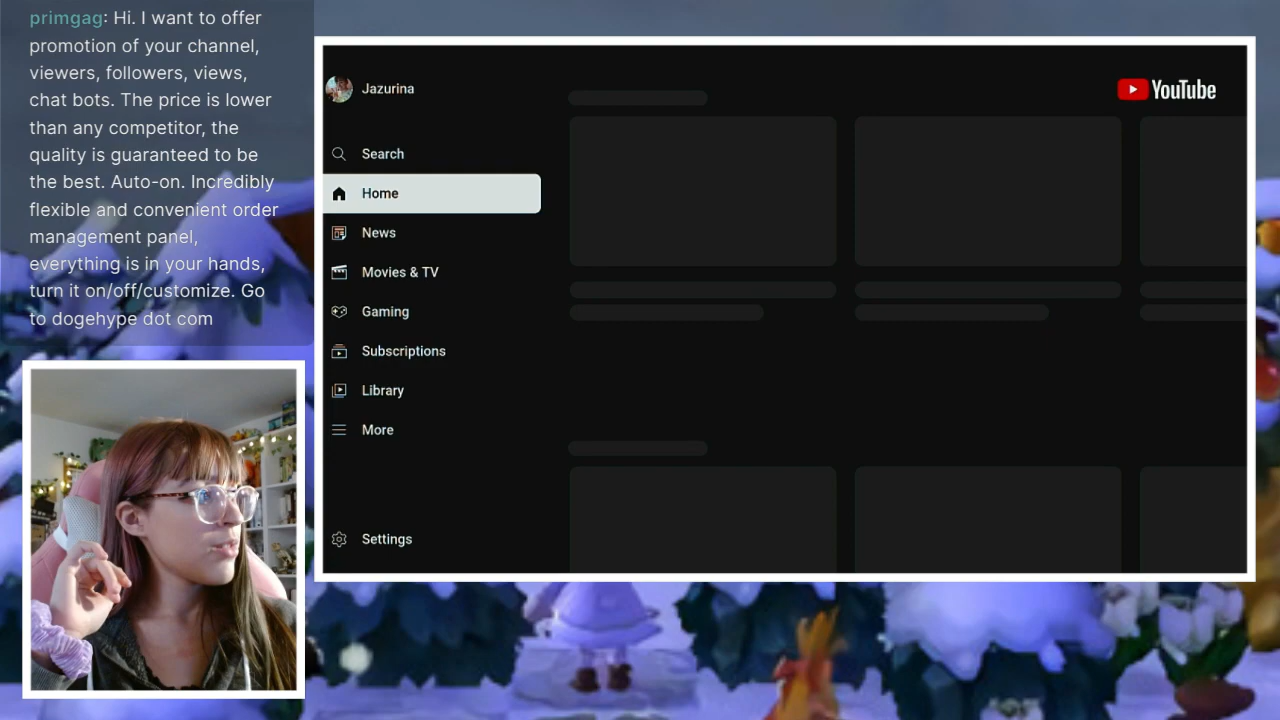 primgag: Hi. I want to offer
promotion of your channel,
viewers, followers, views,
chat bots. The price is lower
than any competitor, the
quality is guaranteed to be
the best. Auto-on. Incredibly
flexible and convenient order
management panel,
everything is in your hands,
turn it on/off/customize. Go
to dogehype dot com
Jazurina
YouTube
Search
Home
News
Movies & TV
Gaming
Subscriptions
Library
More
Settings